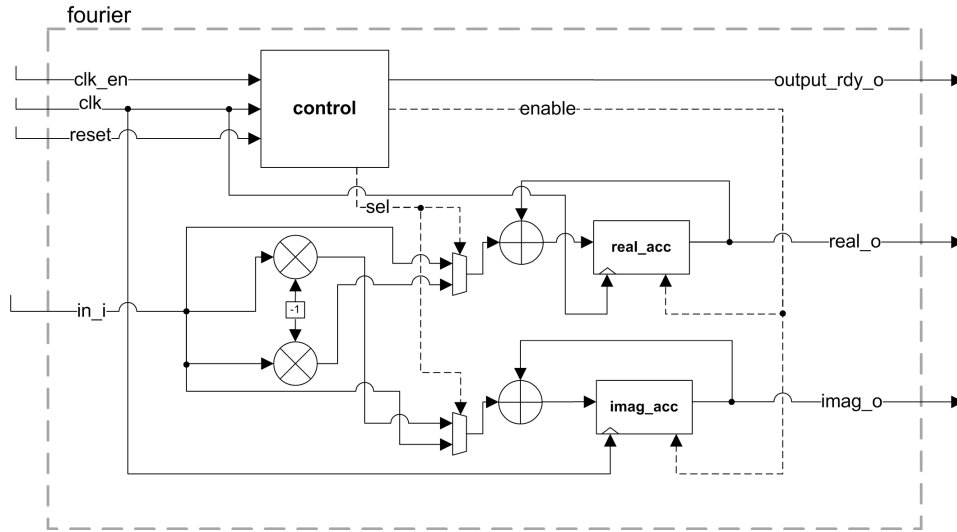 fourier
clk_en
control
output_rdy_o
clk
enable
reset
sel
real_acc
real_o
in_i
-1
imag_acc
imag_o